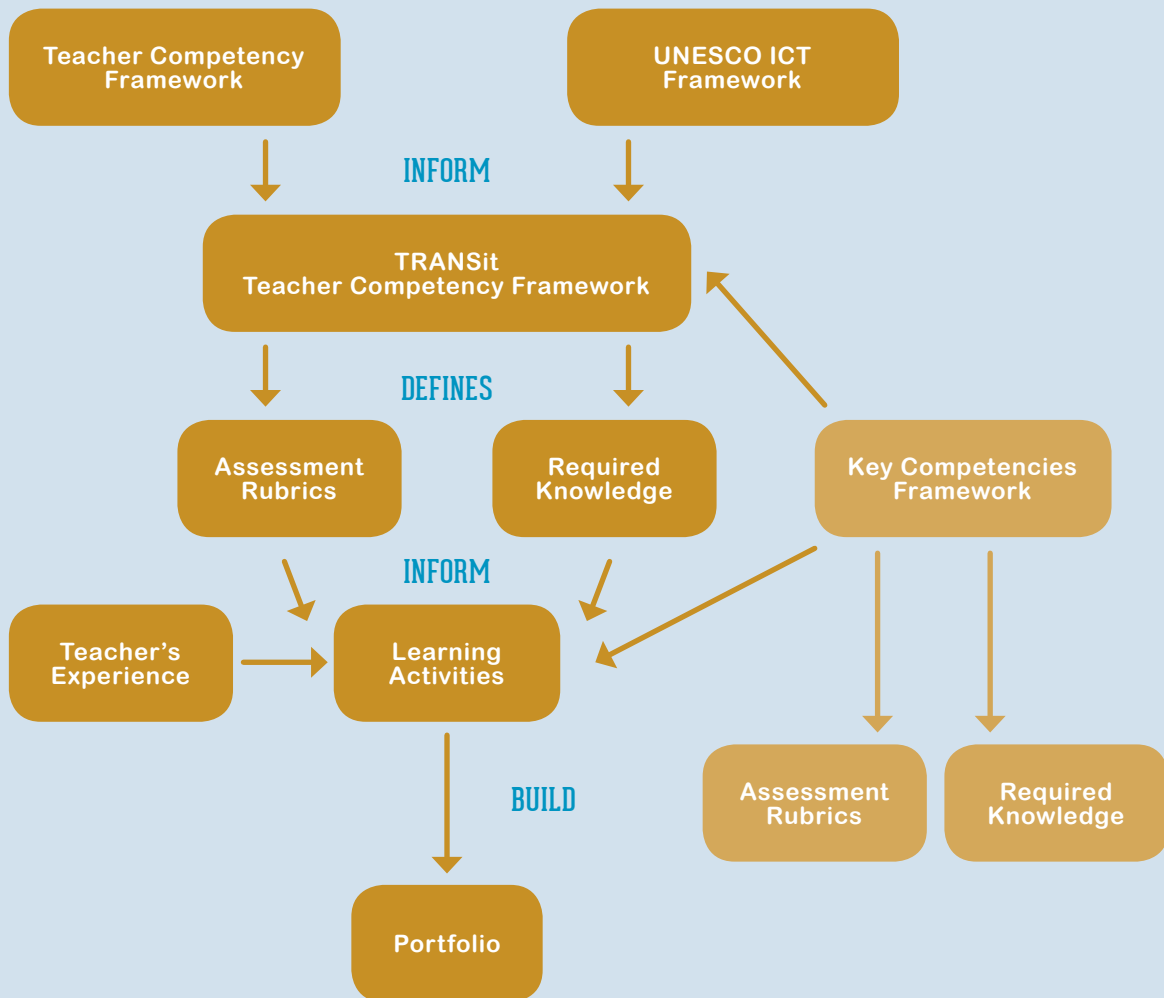 Teacher Competency
Framework
UNESCO ICT
Framework
INFORM
TRANSit
Teacher Competency Framework
DEFINES
Assessment
Rubrics
Required
Knowledge
Key Competencies
Framework
INFORM
Teacher’s
Experience
Learning
Activities
BUILD
Assessment
Rubrics
Required
Knowledge
Portfolio